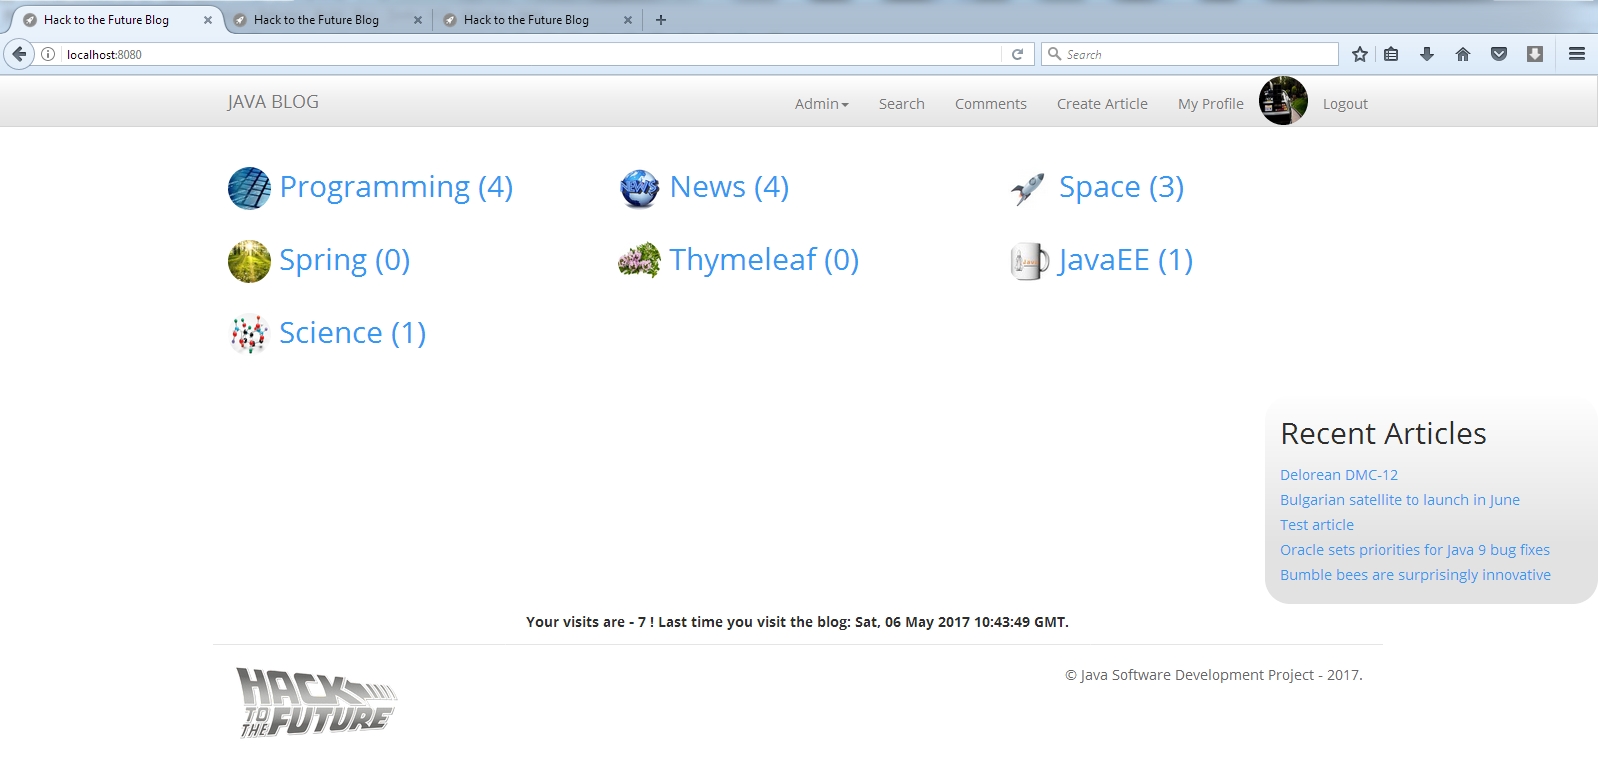 Hack to the Future Blog
Hack to the Future Blog
Hack to the Future Blog
localhost:8080
Search
JAVA BLOG
Admin
Search
Comments
Create Article
My Profile
Logout
Programming (4)
NEWS
News (4)
Space (3)
Spring (0)
Thymeleaf (0)
JavaEE (1)
Science (1)
Recent Articles
Delorean DMC-12
Bulgarian satellite to launch in June
Test article
Oracle sets priorities for Java 9 bug fixes
Bumble bees are surprisingly innovative
Your visits are - 7 ! Last time you visit the blog: Sat, 06 May 2017 10:43:49 GMT.
HACK
TO
THE FUTURE
© Java Software Development Project - 2017.